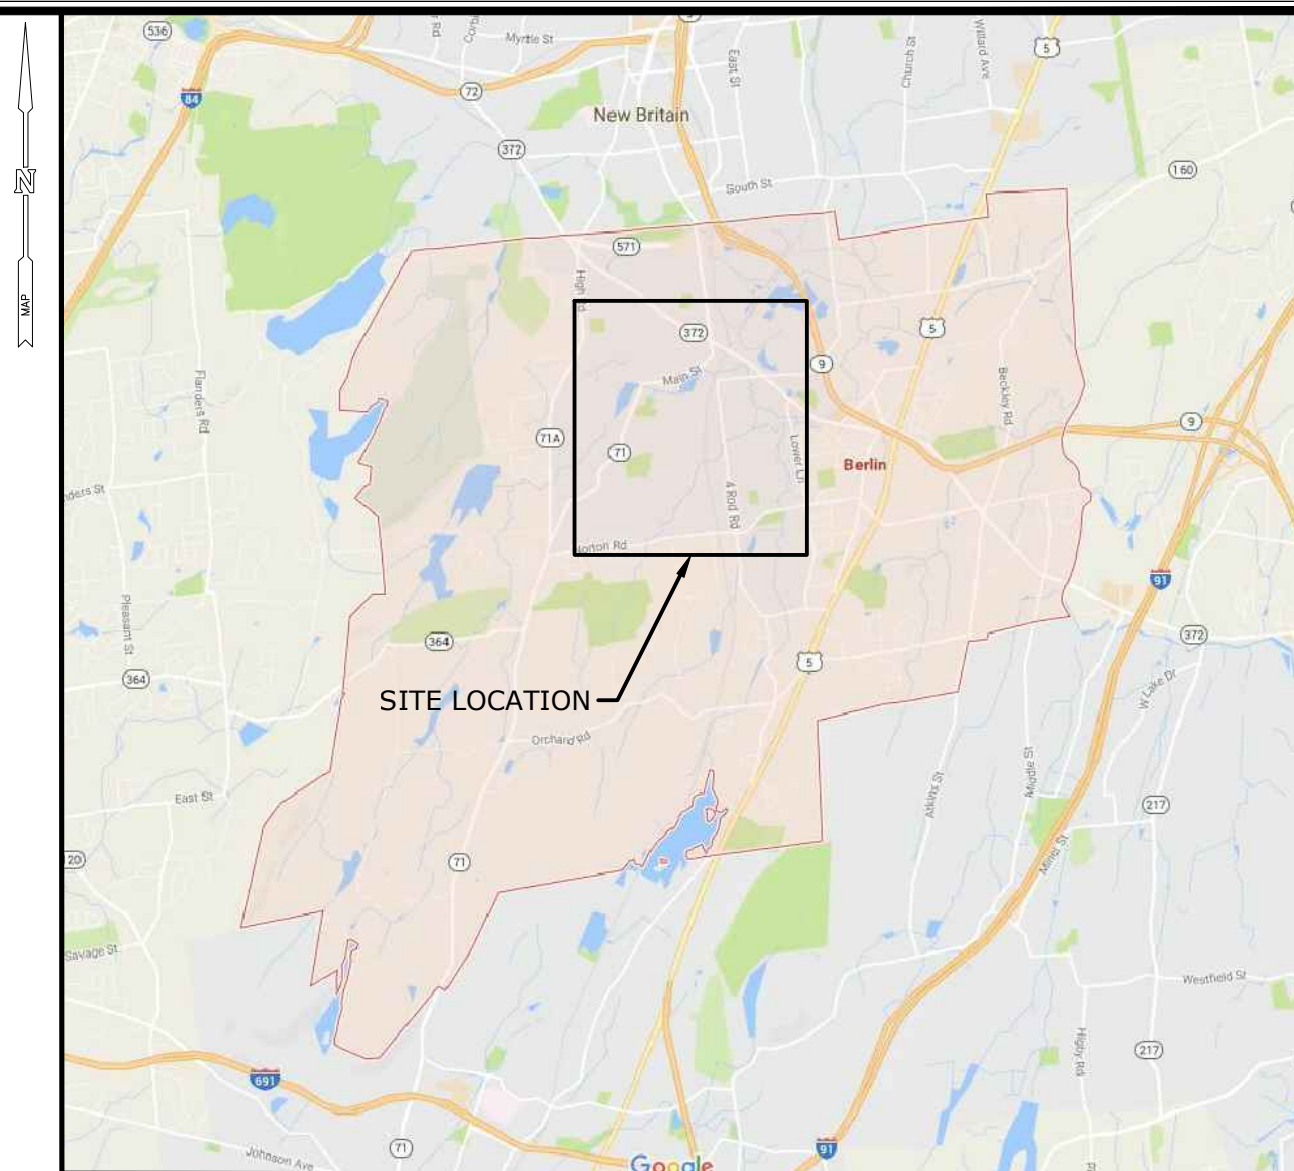 536
Myrtle St
5
Willard Ave
Church St
East St
84
72
New Britain
372
160
South St
N
571
MAP
High Rd
372
5
Main St
9
Flanders Rd
Beckley Rd
9
71A
71
Lower Ln
Berlin
4 Rod Rd
nders St
Norton Rd
91
Pleasant St
364
372
364
5
W Lake Dr
SITE LOCATION
Orchard Rd
East St
Atkins St
Middle St
217
Miner St
71
20
Savage St
Westfield St
Higby Rd
217
691
71
91
Johnson Ave
Google